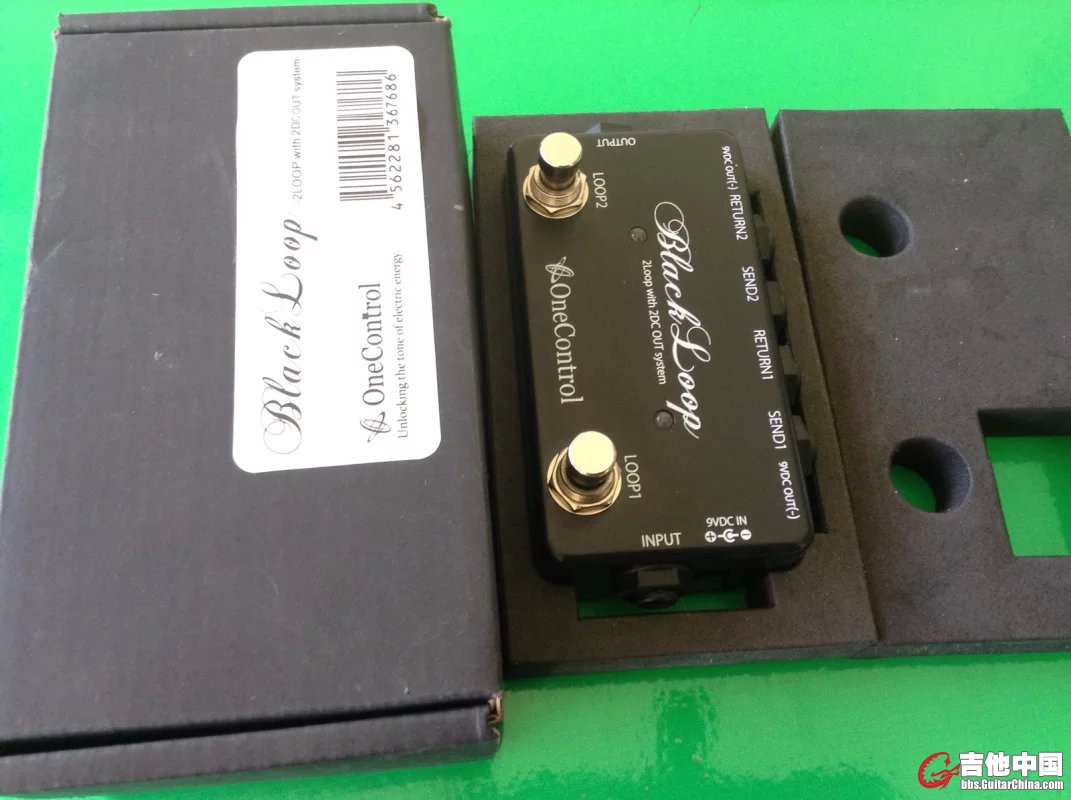 Black Loop 2LOOP with 2DCOUT system
4 562281 367686
OneControl
Unlocking the tone of electric energy
OUTPUT
LOOP2
9VDC OUT(-)
RETURN2
SEND2
RETURN1
SEND1
9VDC OUT(-)
Black Loop
2Loop with 2DC OUT system
OneControl
LOOP1
INPUT
9VDC IN
+ -
吉他中国
bbs.GuitarChina.com